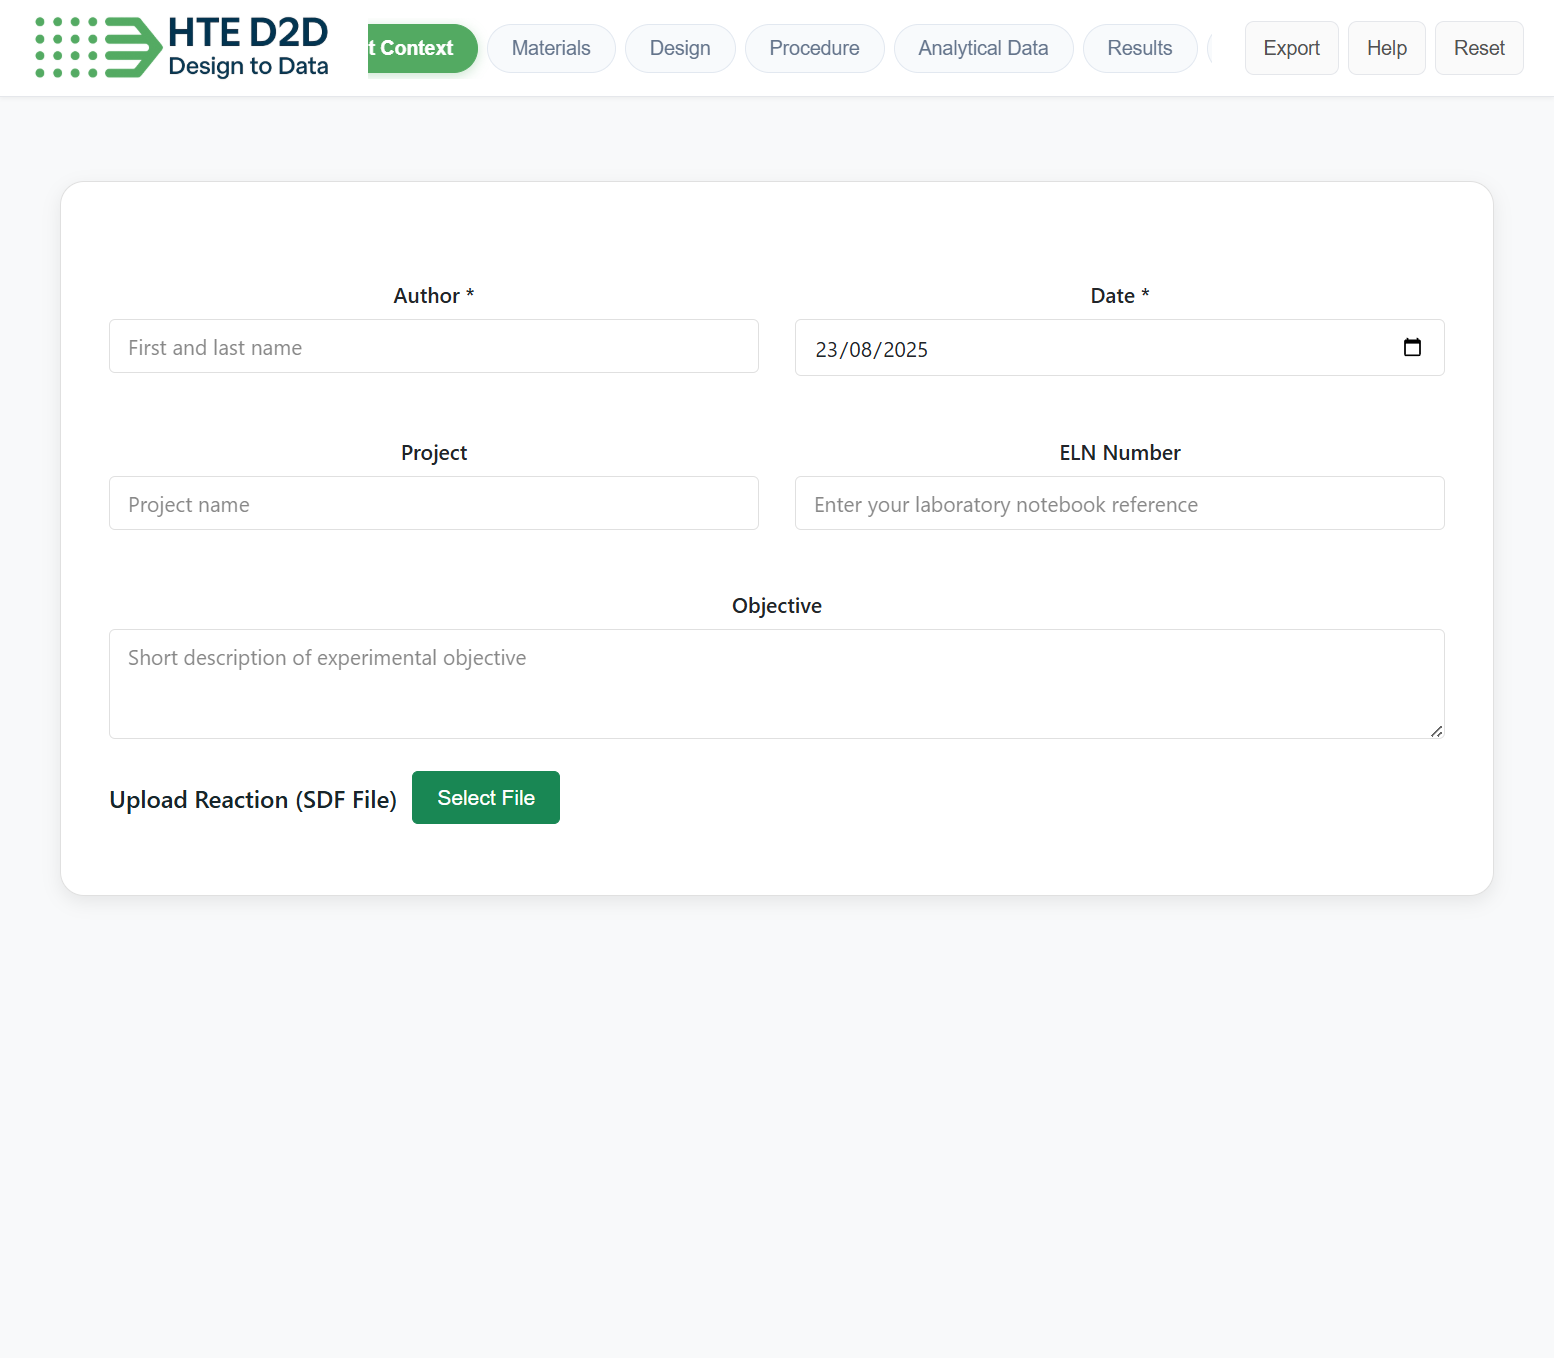 HTE D2D
Design to Data
t Context
Materials
Design
Procedure
Analytical Data
Results
Export
Help
Reset
Author *
Date *
First and last name
23/08/2025
Project
ELN Number
Project name
Enter your laboratory notebook reference
Objective
Short description of experimental objective
Upload Reaction (SDF File)
Select File